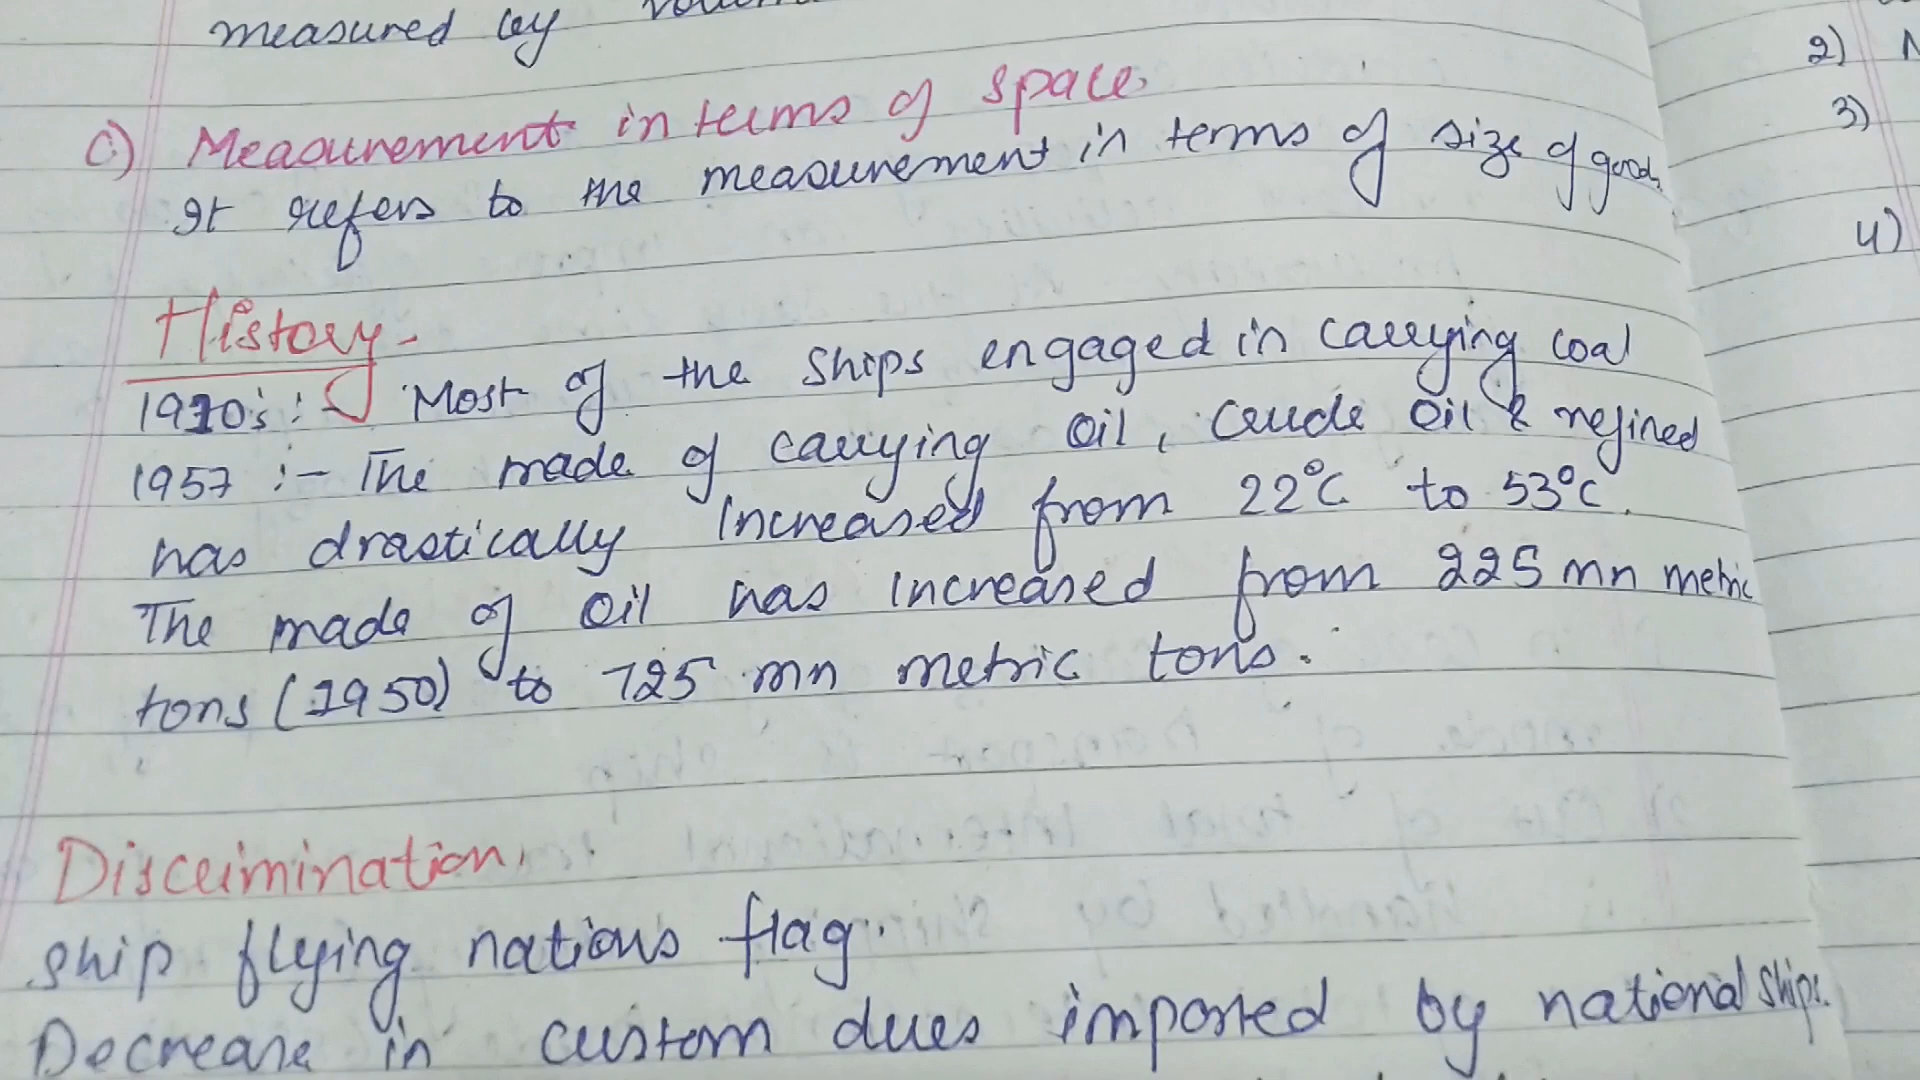 measured by
C) Measurement in terms of space.
It refers to the measurement in terms of size of goods
History-
1910's :- Most of the ships engaged in carrying coal
1957 :- The made of carrying oil, crude oil & refined
has drastically increased from 22°C to 53°C.
The made of oil has increased from 225 mn metric
tons (1950) to 725 mn metric tons.
Discrimination.
ship flying nations flag.
Decrease in custom dues imported by national ships.
2)
3)
4)